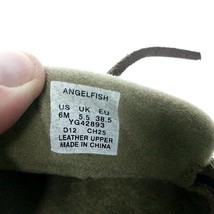 ANGELFISH
US UK EU
6M 5.5 38.5
YG42893
D12 CH25
LEATHER UPPER
MADE IN CHINA